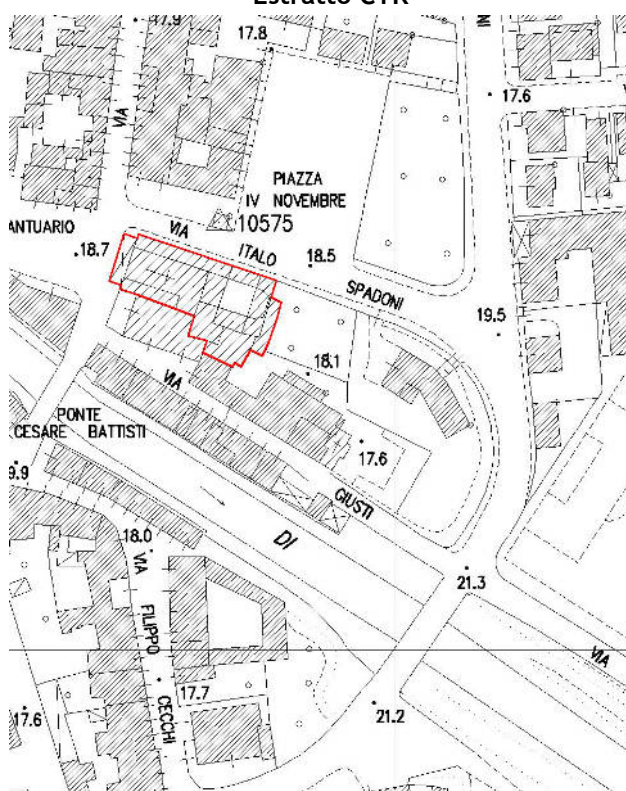 Estratto CTR
17.9
17.8
NI
17.6
VIA
PIAZZA
IV NOVEMBRE
10575
ANTUARIO
VIA
18.7
ITALO
18.5
SPADONI
19.5
18.1
VIA
PONTE
CESARE BATTISTI
17.6
9.9
GIUSTI
DI
18.0
VIA
21.3
FILIPPO
VIA
17.7
17.6
CECCHI
21.2